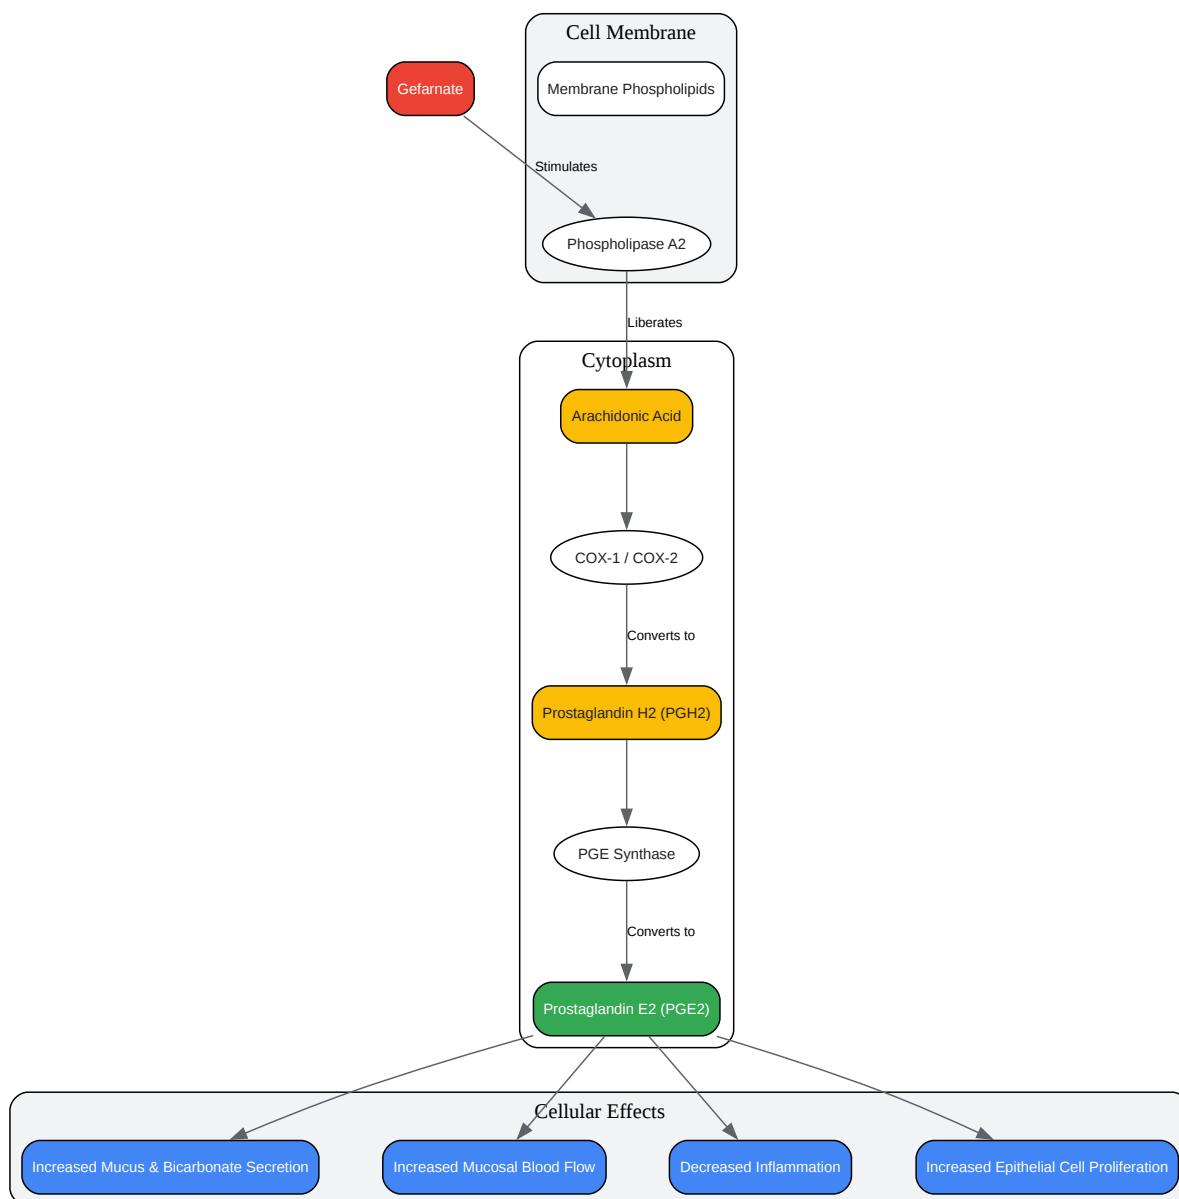 Cell Membrane
Gefarnate
Membrane Phospholipids
Stimulates
Phospholipase A2
Liberates
Cytoplasm
Arachidonic Acid
COX-1 / COX-2
Converts to
Prostaglandin H2 (PGH2)
PGE Synthase
Converts to
Prostaglandin E2 (PGE2)
Cellular Effects
Increased Mucus & Bicarbonate Secretion
Increased Mucosal Blood Flow
Decreased Inflammation
Increased Epithelial Cell Proliferation